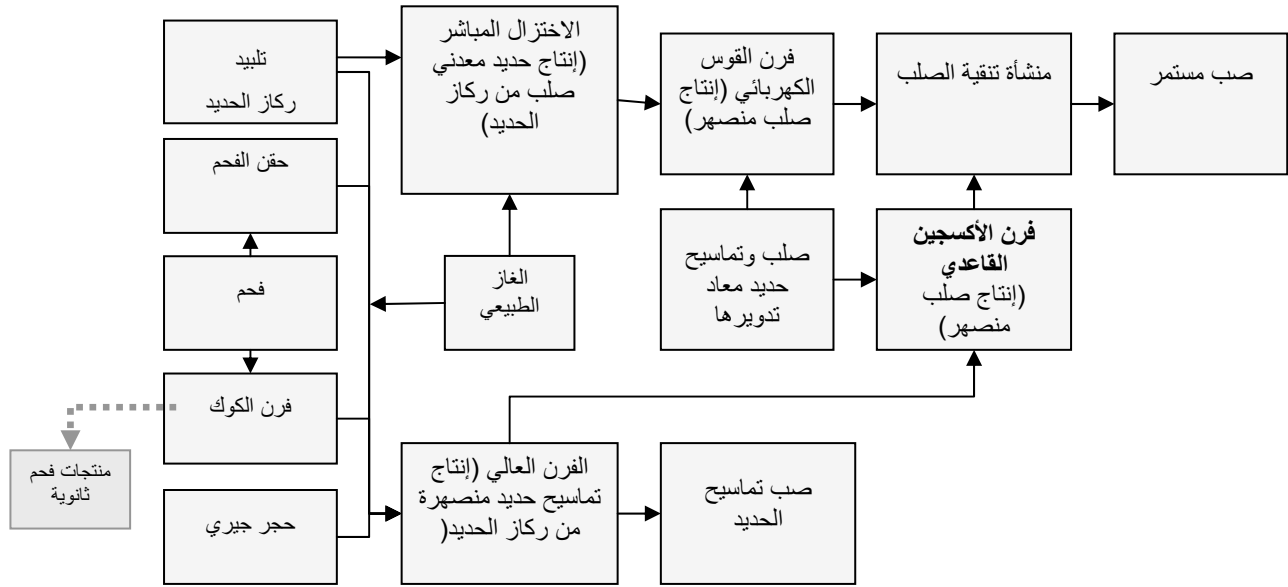 تلبيد
ركاز الحديد
الاختزال المباشر
(إنتاج حديد معدني
صلب من ركاز
الحديد)
فرن القوس
الكهربائي (إنتاج
صلب منصهر)
منشأة تنقية الصلب
صب مستمر
حقن الفحم
فحم
الغاز
الطبيعي
صلب وتماسيح
حديد معاد
تدويرها
فرن الأكسجين
القاعدي
(إنتاج صلب
منصهر)
فرن الكوك
منتجات فحم
ثانوية
حجر جيري
الفرن العالي (إنتاج
تماسيح حديد منصهرة
من ركاز الحديد(
صب تماسيح
الحديد